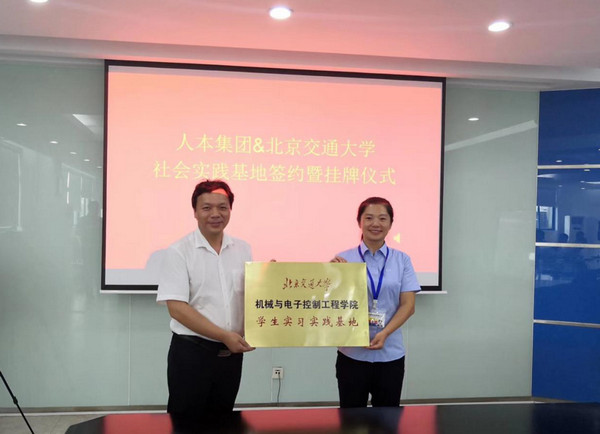 人本集团&北京交通大学
社会实践基地签约暨挂牌仪式
北京交通大学
机械与电子控制工程学院
学生实习实践基地